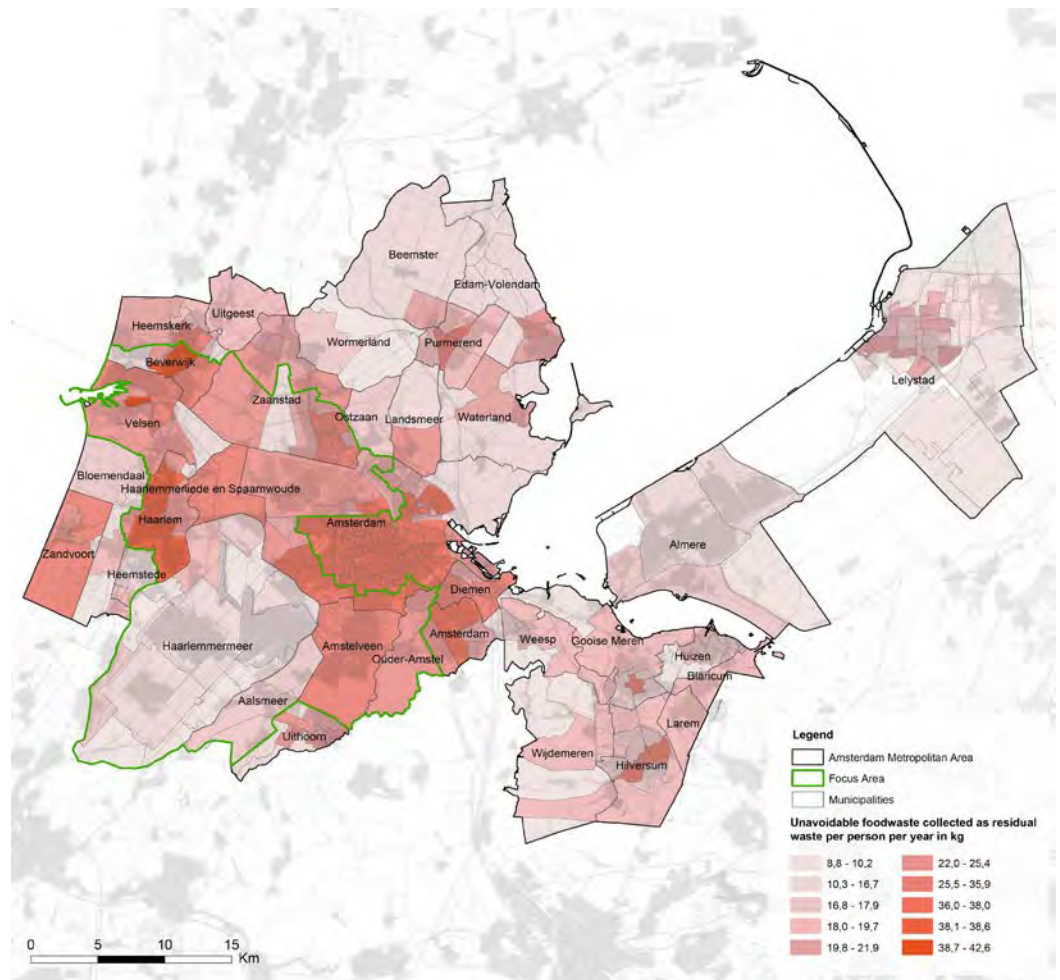 Beemster
Edam-Volendam
Uitgeest
Heemskerk
Wormerland
Purmerend
Beverwijk
Lelystad
Zaanstad
Ostzaan
Landsmeer
Waterland
Velsen
Bloemendaal
Haarlemmerliede en Spaarnwoude
Haarlem
Amsterdam
Almere
Zandvoort
Heemstede
Diemen
Amsterdam
Weesp
Gooise Meren
Haarlemmermeer
Amstelveen
Ouder-Amstel
Huizen
Blaricum
Aalsmeer
Larem
Uithoorn
Wijdemeren
Hilversum
Legend
Amsterdam Metropolitan Area
Focus Area
Municipalities
Unavoidable foodwaste collected as residual
waste per person per year in kg
8,8 - 10,2 22,0 - 25,4
10,3 - 16,7 25,5 - 35,9
16,8 - 17,9 36,0 - 38,0
18,0 - 19,7 38,1 - 38,6
19,8 - 21,9 38,7 - 42,6
0 5 10 15
Km